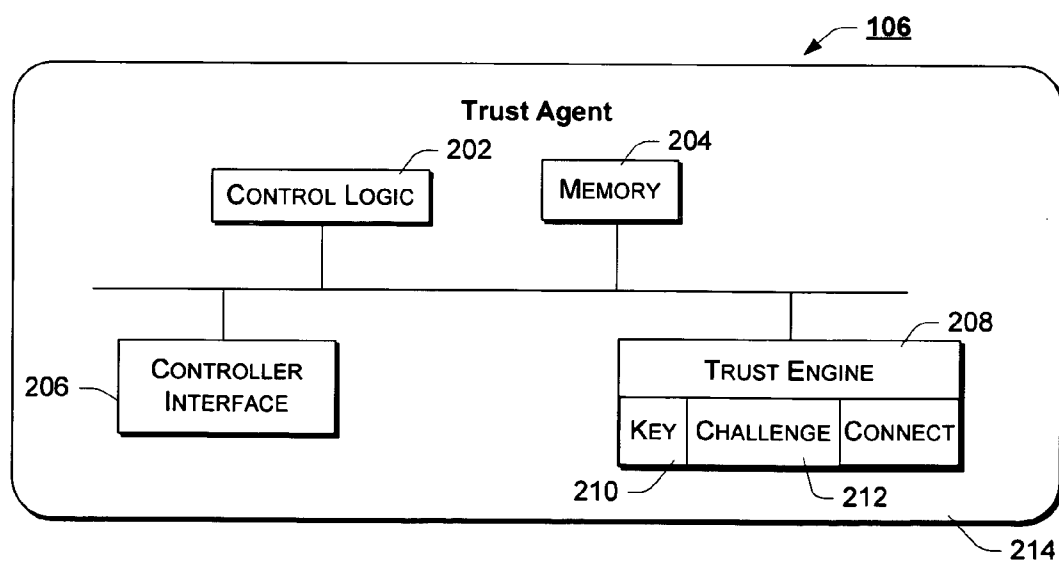 106
Trust Agent
202
204
CONTROL LOGIC
MEMORY
208
206
CONTROLLER
INTERFACE
TRUST ENGINE
KEY
CHALLENGE
CONNECT
210
212
214